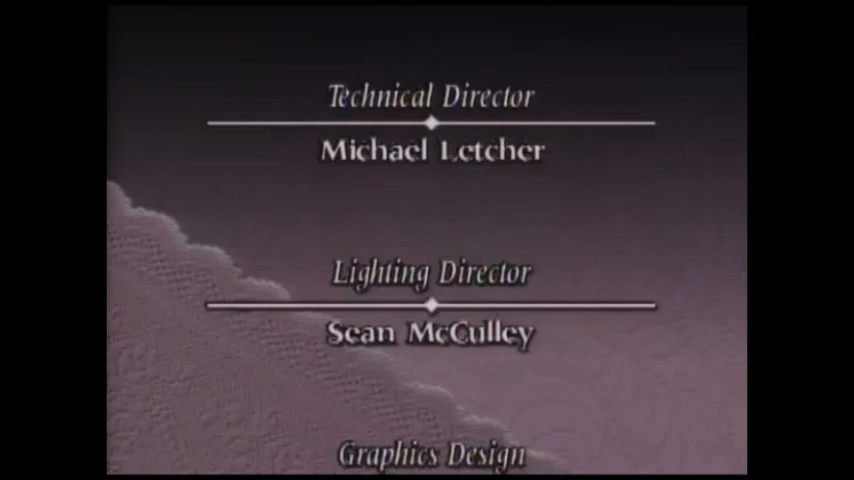 Technical Director
Michael Letcher
Lighting Director
Sean McCulley
Graphics Design